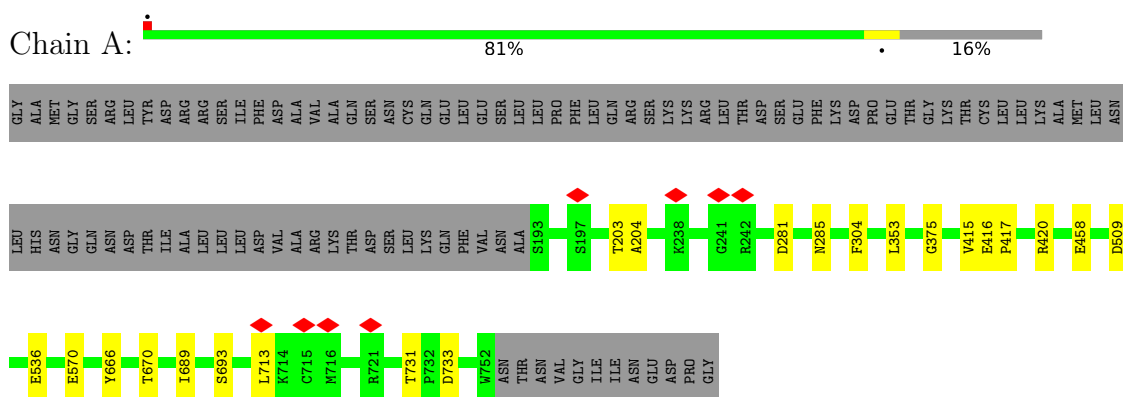 Chain A:
81%
16%
GLY ALA MET GLY SER ARG LEU TYR ASP ARG ARG SER ILE PHE ASP ALA VAL ALA GLN SER ASN CYS GLN GLU LEU GLU SER LEU LEU PRO PHE LEU GLN ARG SER LYS LYS ARG LEU THR ASP SER GLU PHE LYS ASP PRO GLU THR GLY LYS THR CYS LEU LEU LYS ALA MET LEU ASN
LEU HIS ASN GLY GLN ASN ASP THR ILE ALA LEU LEU LEU ASP VAL ALA ARG LYS THR ASP SER LEU LYS GLN PHE VAL ASN ALA S193 S197 T203 A204 K238 G241 R242 D281 N285 F304 L353 G375 V415 E416 P417 R420 E458 D509
E536 E570 Y666 T670 I689 S693 L713 K714 C715 M716 R721 T731 P732 D733 W752 ASN THR ASN VAL GLY ILE ILE ASN GLU ASP PRO GLY